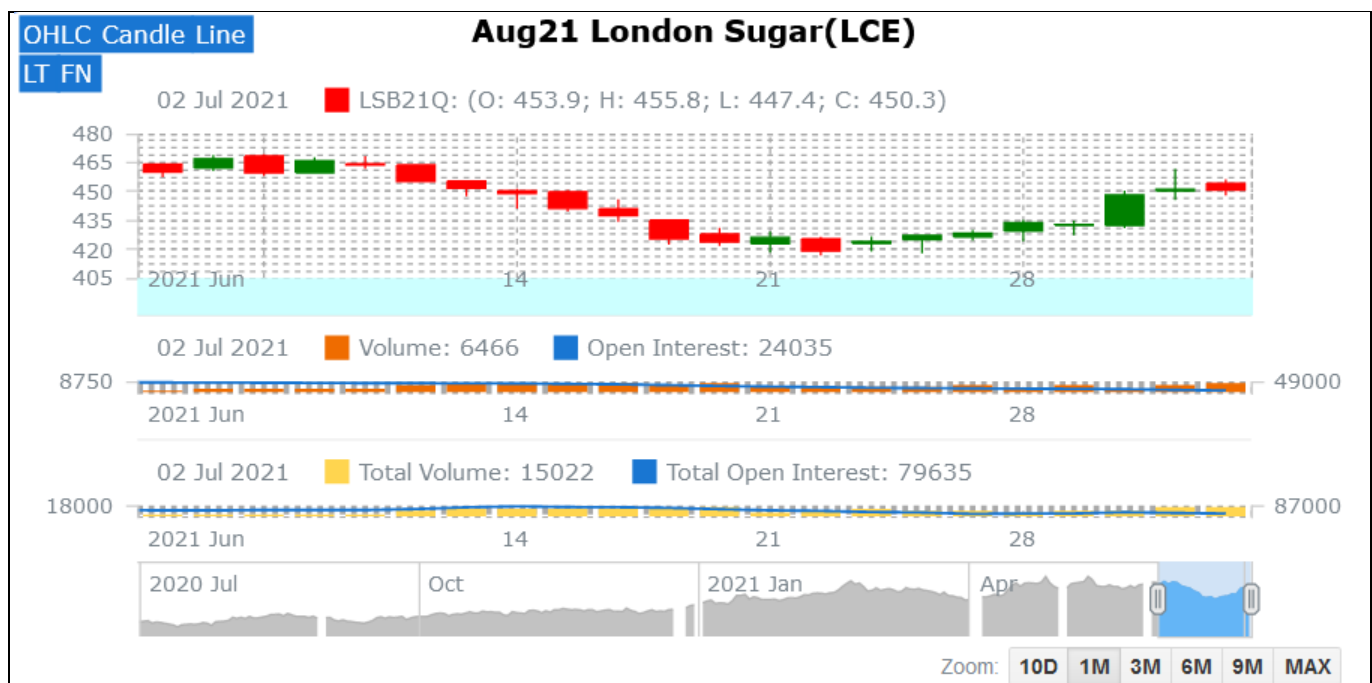 OHLC Candle Line
Aug21 London Sugar(LCE)
LT FN
02 Jul 2021 LSB21Q: (O: 453.9; H: 455.8; L: 447.4; C: 450.3)
480
465
450
435
420
405
2021 Jun 14 21 28
02 Jul 2021 Volume: 6466 Open Interest: 24035
8750 49000
2021 Jun 14 21 28
02 Jul 2021 Total Volume: 15022 Total Open Interest: 79635
18000 87000
2021 Jun 14 21 28
2020 Jul Oct 2021 Jan Apr
Zoom: 10D 1M 3M 6M 9M MAX